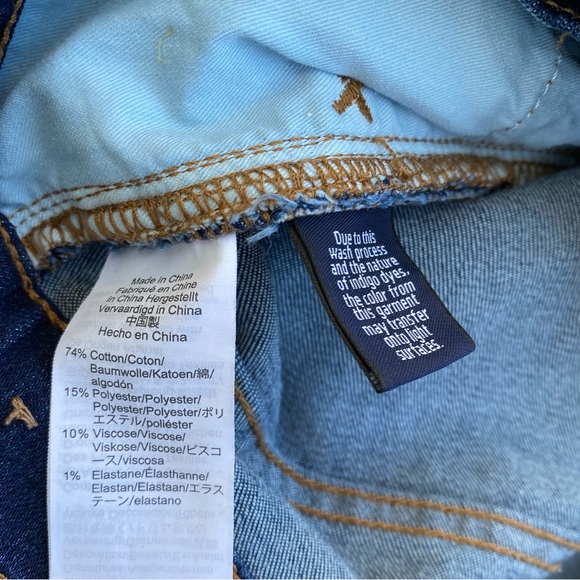 Made in China
Fabriqué en Chine
in China Hergestellt
Vervaardigd in China
中国製
Hecho en China
74% Cotton/Coton/
Baumwolle/Katoen/綿/
algodón
15% Polyester/Polyester/
Polyester/Polyester/ポリ
エステル/poliéster
10% Viscose/Viscose/
Viskose/Viscose/ビスコ
ース/viscosa
1% Elastane/Élasthanne/
Elastan/Elastaan/エラス
テーン/elastano
Due to this
wash process
and the nature
of indigo dyes,
the color from
this garment
may transfer
onto light
surfaces.